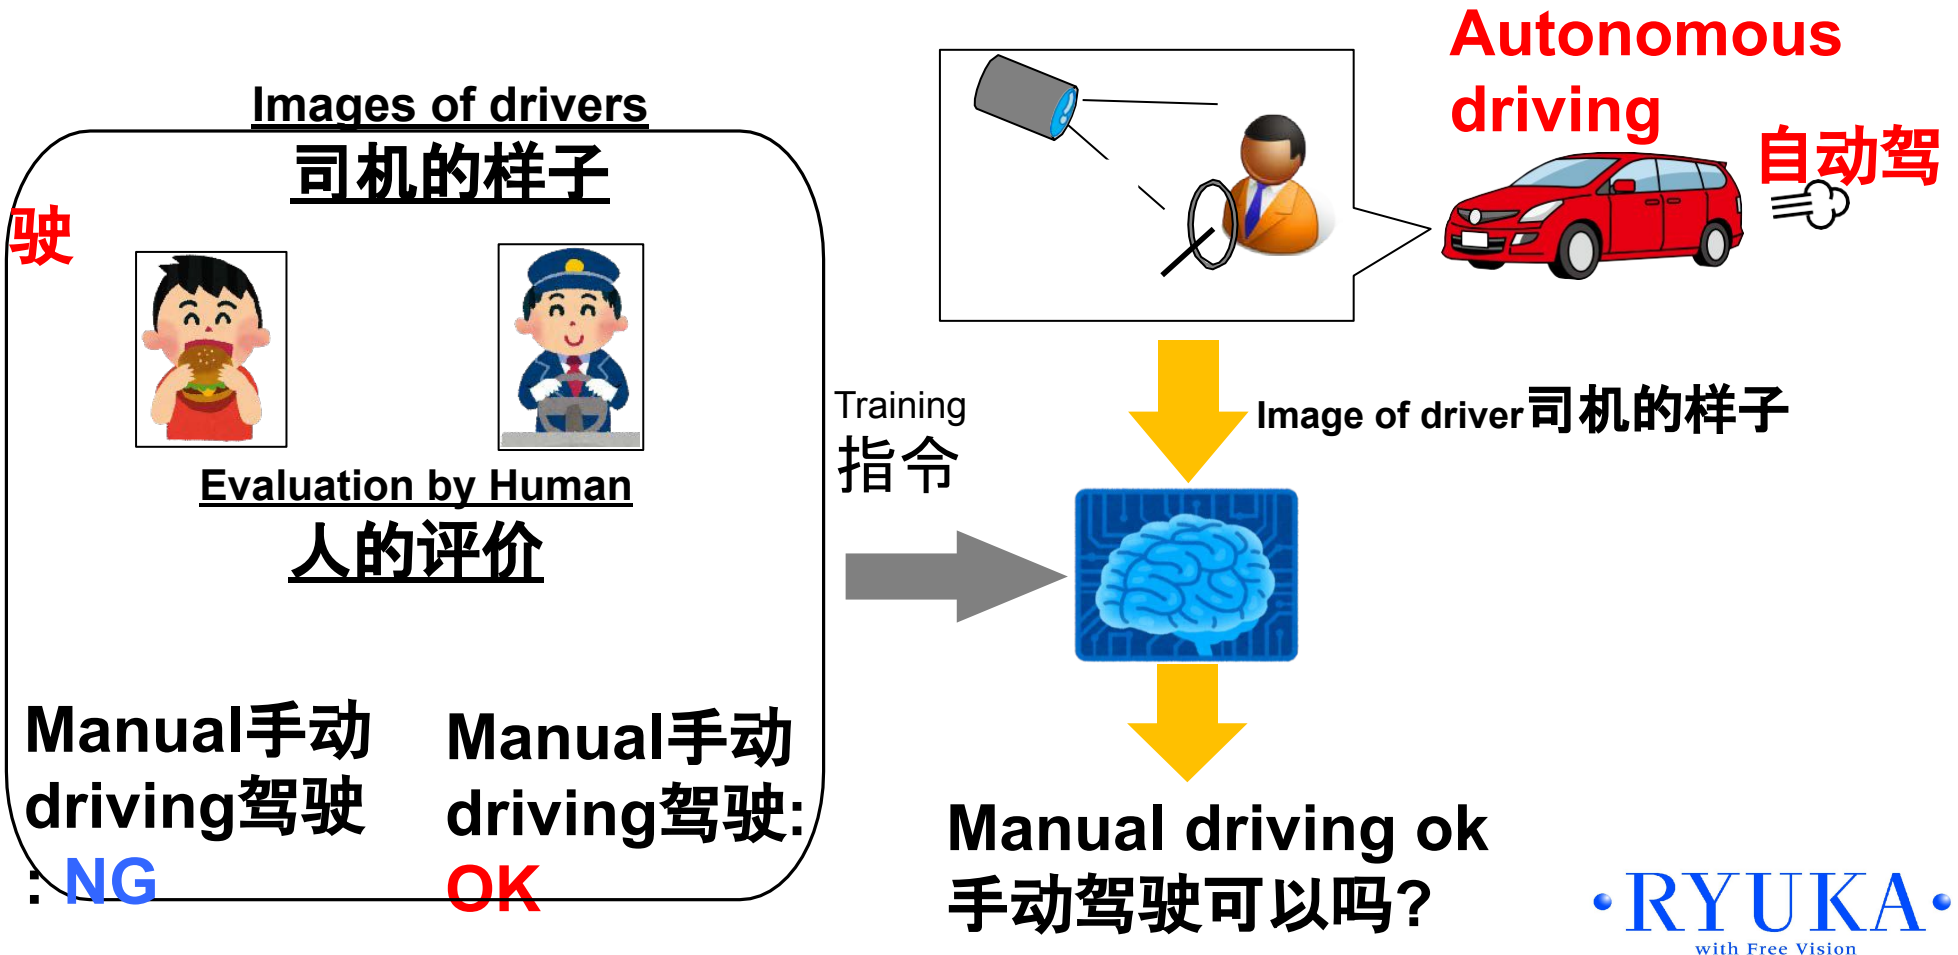 Images of drivers
司机的样子
Evaluation by Human
人的评价
Manual手动
driving驾驶
: NG
Manual手动
driving驾驶:
OK
Training
指令
Autonomous
driving
自动驾
驶
Image of driver司机的样子
Manual driving ok
手动驾驶可以吗?
RYUKA
with Free Vision